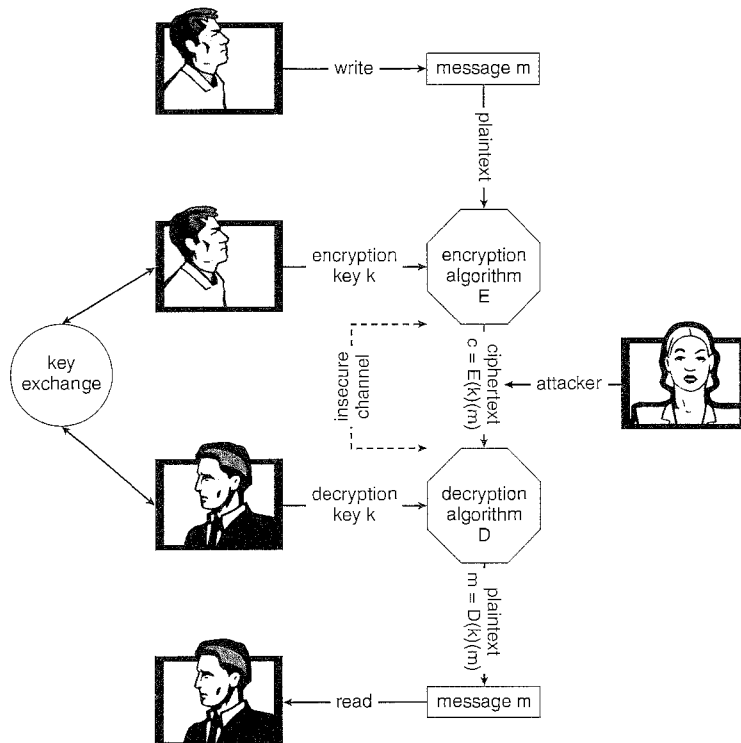 write
message m
plaintext
encryption
key k
encryption
algorithm
E
key
exchange
insecure
channel
ciphertext
c = E(k)(m)
attacker
decryption
key k
decryption
algorithm
D
plaintext
m = D(k)(m)
read
message m